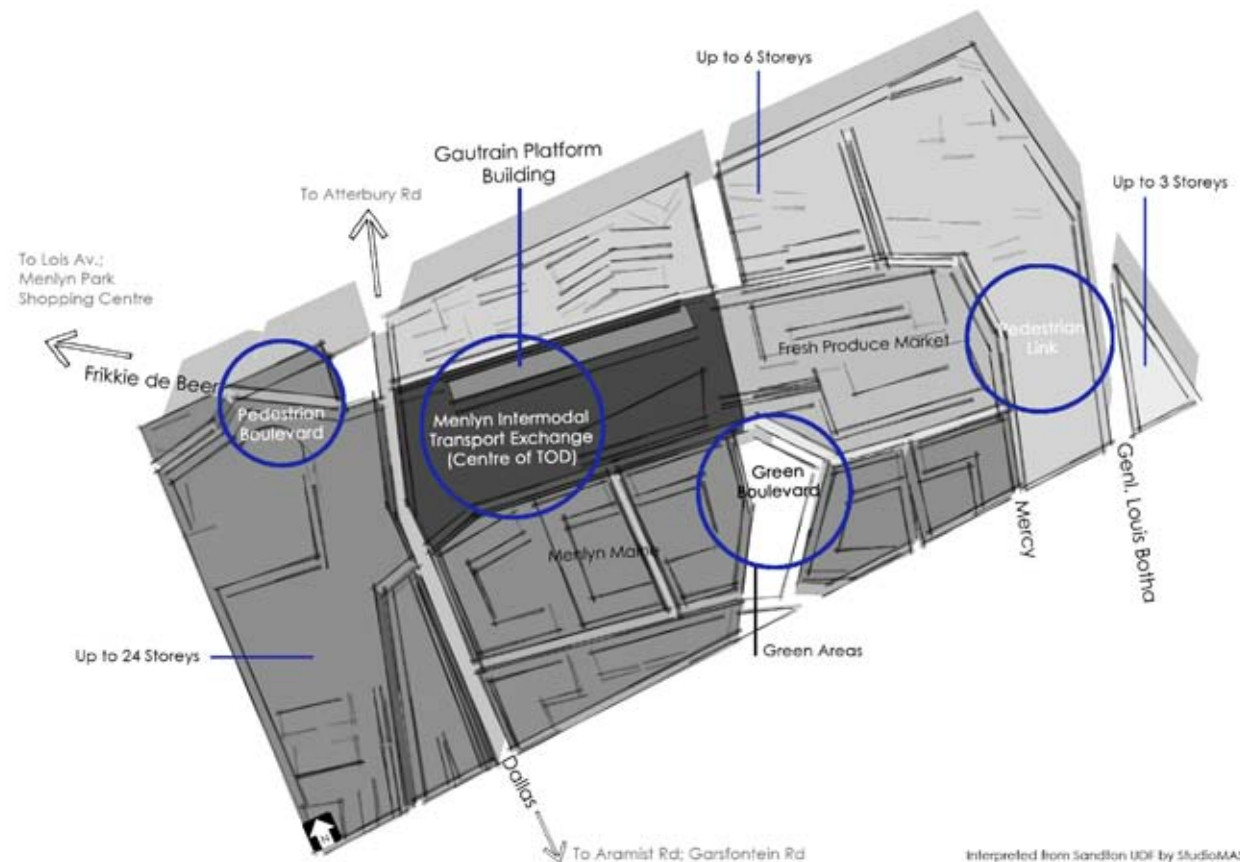 Up to 6 Storeys
Gautrain Platform
Building
To Atterbury Rd
Up to 3 Storeys
To Lois Av.;
Menlyn Park
Shopping Centre
Frikkie de Beer
Pedestrian
Boulevard
Menlyn Intermodal
Transport Exchange
(Centre of TOD)
Fresh Produce Market
Pedestrian
Link
Green
Boulevard
Menlyn Maine
Mercy
Genl. Louis Botha
Up to 24 Storeys
Green Areas
Dallas
N
To Aramist Rd; Garsfontein Rd
Interpreted from Sandton UDF by StudioMAS